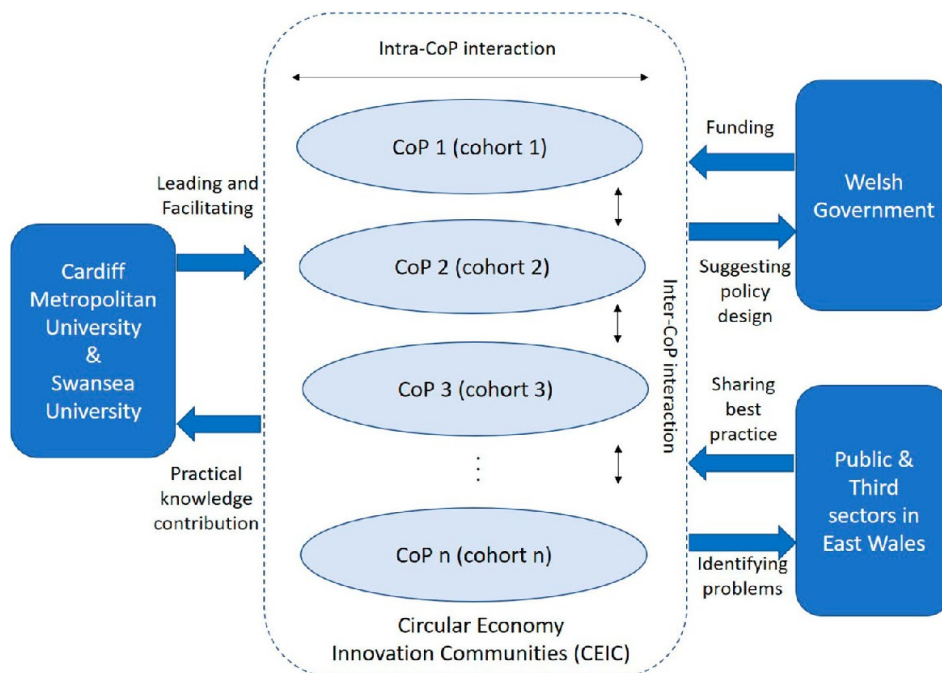 Intra-CoP interaction
CoP 1 (cohort 1)
CoP 2 (cohort 2)
CoP 3 (cohort 3)
⋮
CoP n (cohort n)
Inter-CoP interaction
Circular Economy
Innovation Communities (CEIC)
Leading and
Facilitating
Cardiff
Metropolitan
University
&
Swansea
University
Practical
knowledge
contribution
Funding
Welsh
Government
Suggesting
policy
design
Sharing
best
practice
Public &
Third
sectors in
East Wales
Identifying
problems